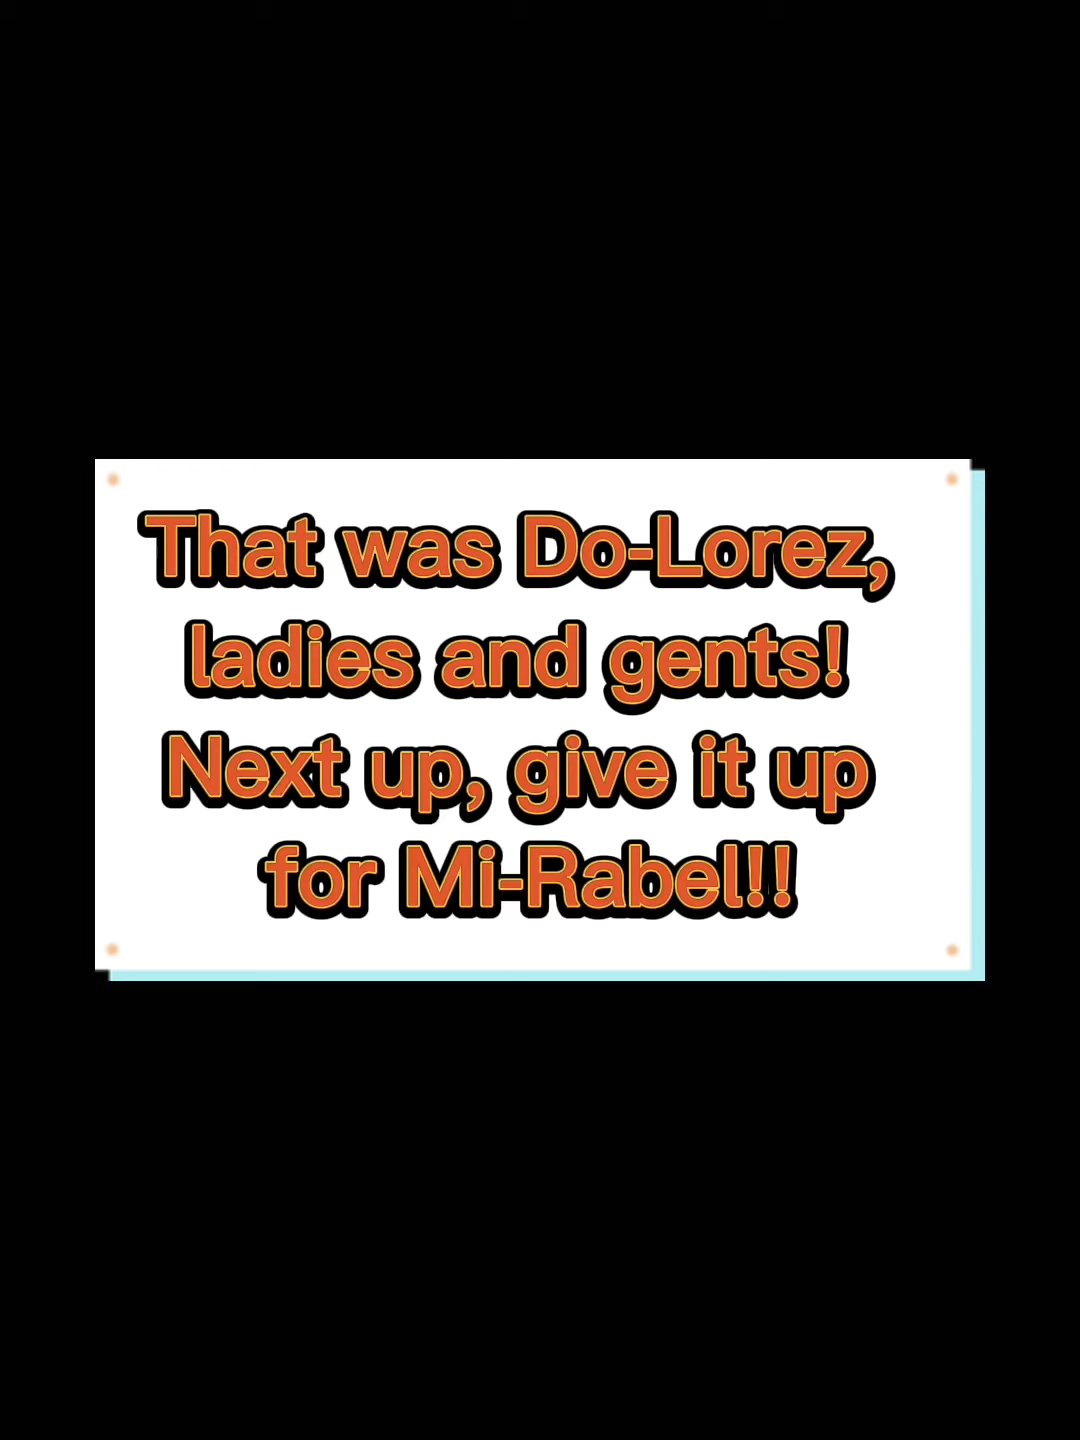 That was Do-Lorez,
ladies and gents!
Next up, give it up
for Mi-Rabel!!